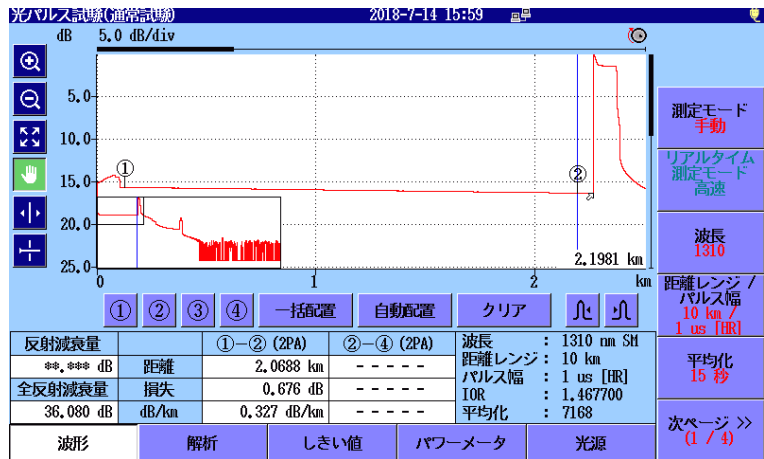 光パルス試験(通常試験)
2018-7-14 15:59
dB 5.0 dB/div
5.0
10.0
15.0
20.0
25.0
①
②
2.1981 km
0
1
2
km
① ② ③ ④ 一括配置 自動配置 クリア
反射減衰量 ①−② (2PA) ②−④ (2PA)
**.*** dB 距離 2.0688 km - - - - -
全反射減衰量 損失 0.676 dB - - - - -
36.080 dB dB/km 0.327 dB/km - - - - -
波長 : 1310 nm SM
距離レンジ : 10 km
パルス幅 : 1 us [HR]
IOR : 1.467700
平均化 : 7168
波形 解析 しきい値 パワーメータ 光源
測定モード
手動
リアルタイム
測定モード
高速
波長
1310
距離レンジ /
パルス幅
10 km /
1 us [HR]
平均化
15 秒
次ページ >>
(1 / 4)